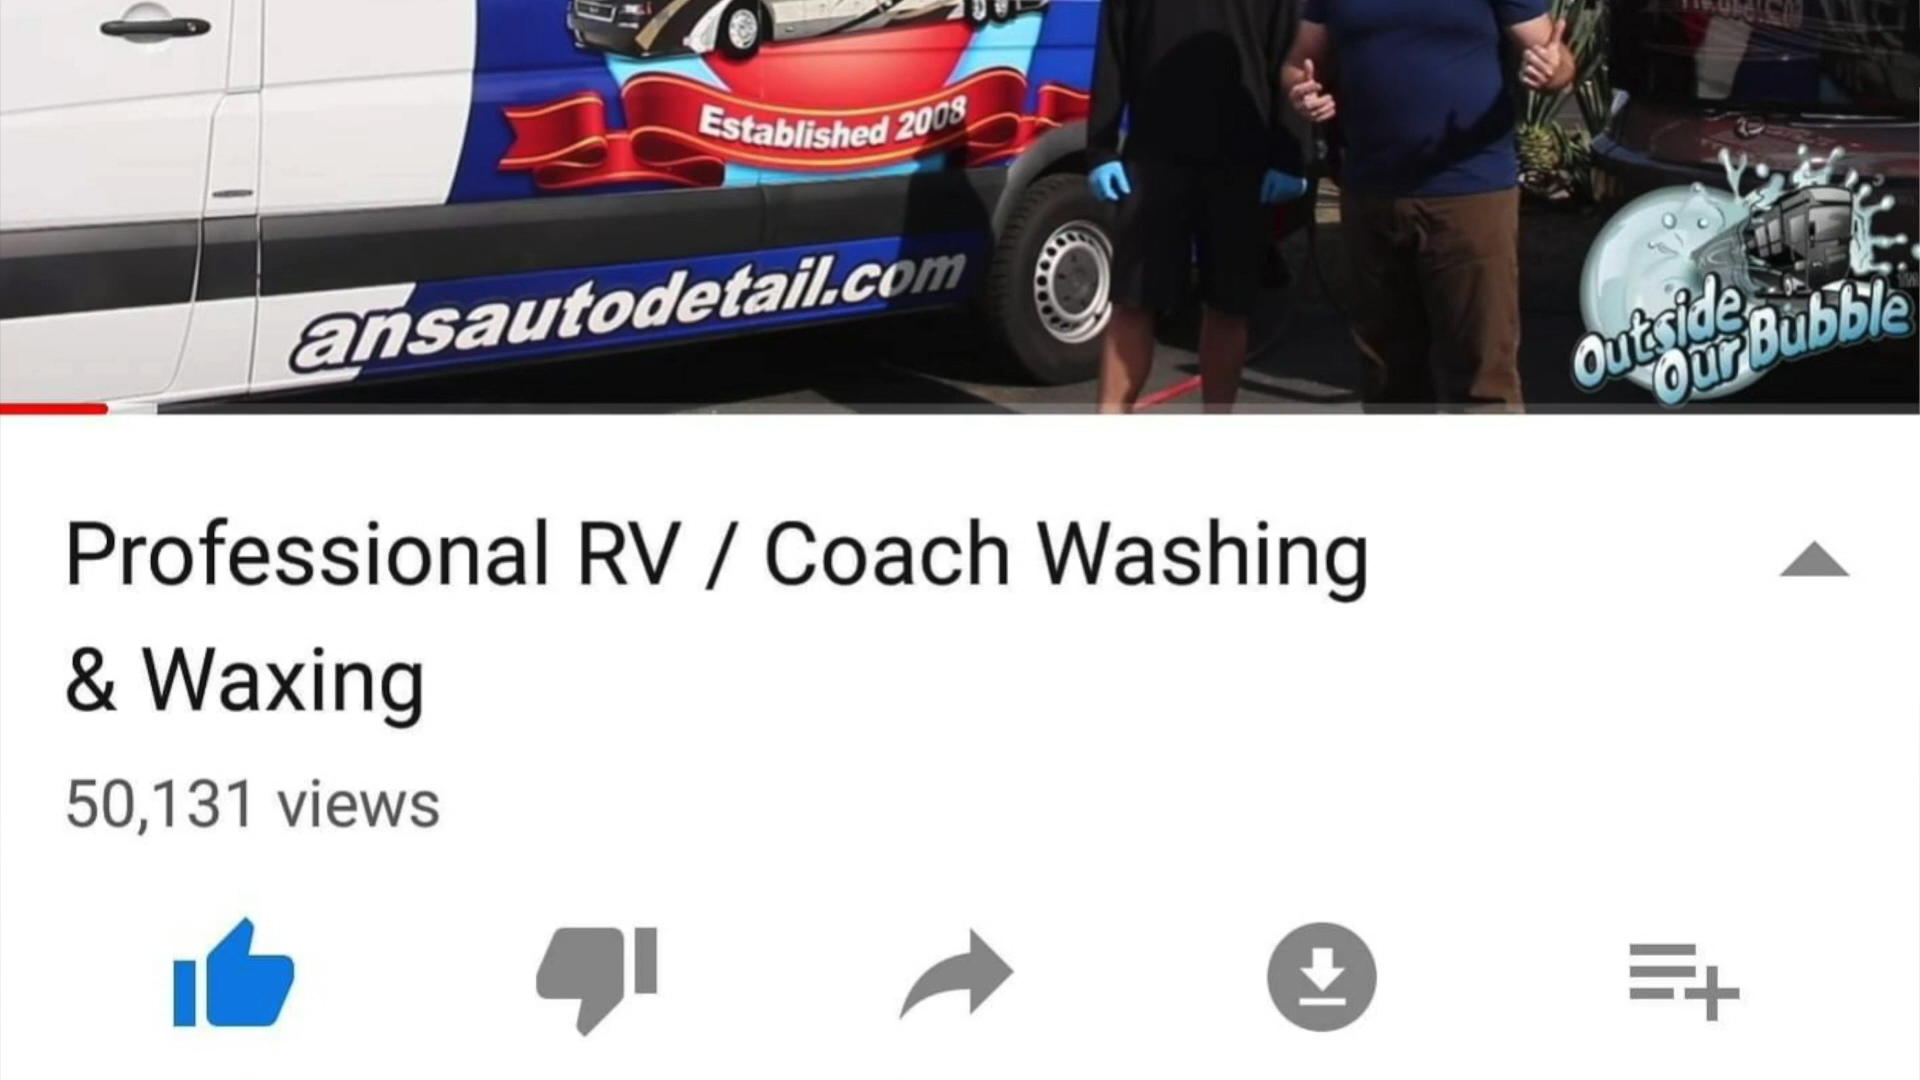 Established 2008
ansautodetail.com
Outside
Our Bubble
Professional RV / Coach Washing
& Waxing
50,131 views